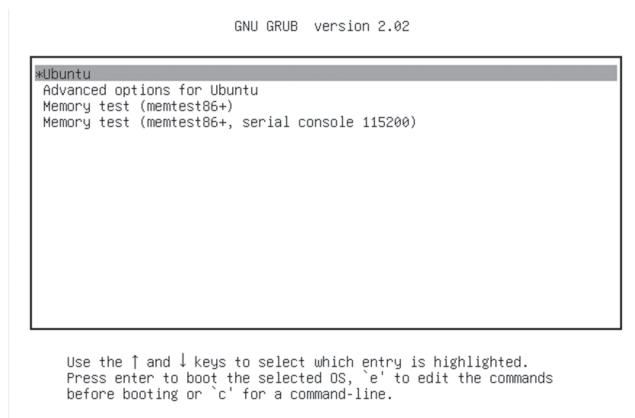 GNU GRUB  version 2.02
*Ubuntu
Advanced options for Ubuntu
Memory test (memtest86+)
Memory test (memtest86+, serial console 115200)
Use the ↑ and ↓ keys to select which entry is highlighted.
Press enter to boot the selected OS, `e' to edit the commands
before booting or `c' for a command-line.